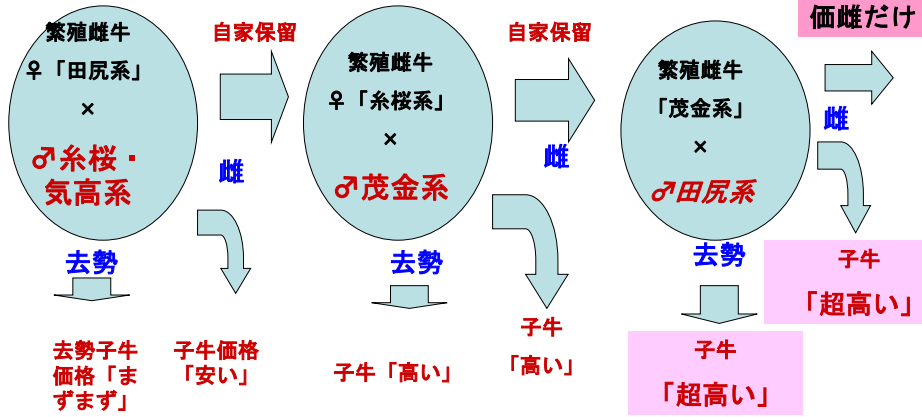 繁殖雌牛
♀「田尻系」
×
♂糸桜・
気高系
自家保留
雌
去勢
去勢子牛
価格「ま
ずまず」
子牛価格
「安い」
繁殖雌牛
♀「糸桜系」
×
♂茂金系
自家保留
雌
去勢
子牛「高い」
子牛
「高い」
繁殖雌牛
「茂金系」
×
♂田尻系
価雌だけ
雌
去勢
子牛
「超高い」
子牛
「超高い」